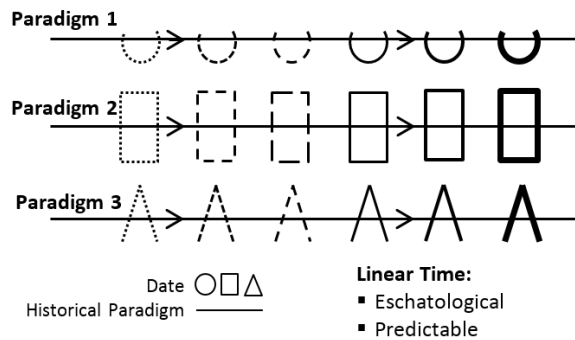 Paradigm 1
Paradigm 2
Paradigm 3
Date
Historical Paradigm
Linear Time:
▪ Eschatological
▪ Predictable